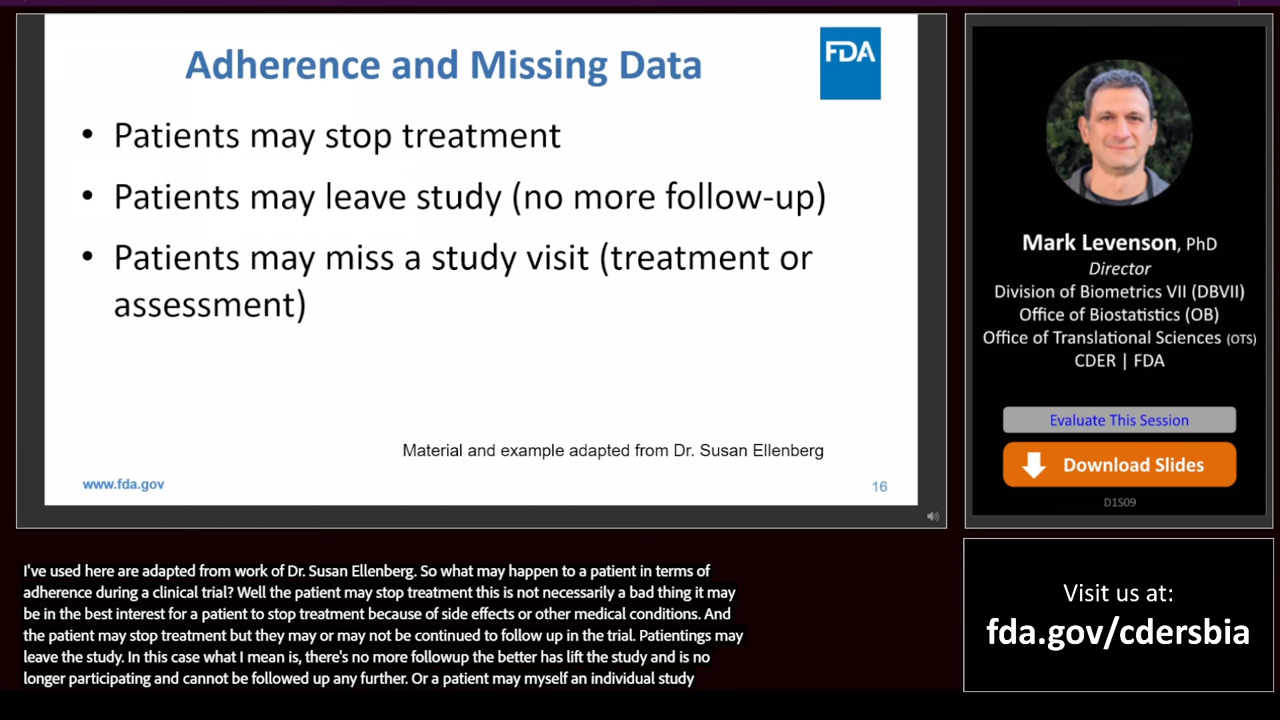 Adherence and Missing Data
FDA
• Patients may stop treatment
• Patients may leave study (no more follow-up)
• Patients may miss a study visit (treatment or
assessment)
Material and example adapted from Dr. Susan Ellenberg
www.fda.gov
16
Mark Levenson, PhD
Director
Division of Biometrics VII (DBVII)
Office of Biostatistics (OB)
Office of Translational Sciences (OTS)
CDER | FDA
Evaluate This Session
Download Slides
D1S09
I've used here are adapted from work of Dr. Susan Ellenberg. So what may happen to a patient in terms of
adherence during a clinical trial? Well the patient may stop treatment this is not necessarily a bad thing it may
be in the best interest for a patient to stop treatment because of side effects or other medical conditions. And
the patient may stop treatment but they may or may not be continued to follow up in the trial. Patientings may
leave the study. In this case what I mean is, there's no more followup the better has lift the study and is no
longer participating and cannot be followed up any further. Or a patient may myself an individual study
Visit us at:
fda.gov/cdersbia